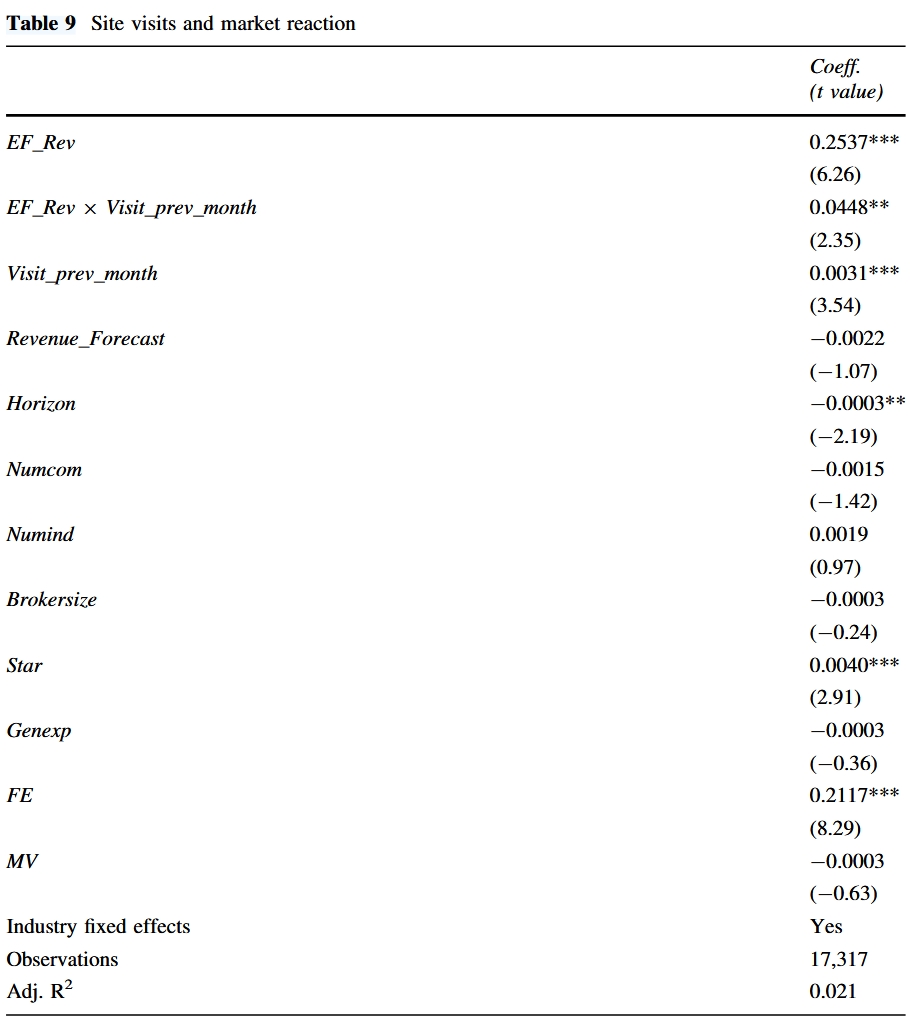 Table 9 Site visits and market reaction
Coeff.
(t value)
EF_Rev 0.2537***
(6.26)
EF_Rev × Visit_prev_month 0.0448**
(2.35)
Visit_prev_month 0.0031***
(3.54)
Revenue_Forecast −0.0022
(−1.07)
Horizon −0.0003**
(−2.19)
Numcom −0.0015
(−1.42)
Numind 0.0019
(0.97)
Brokersize −0.0003
(−0.24)
Star 0.0040***
(2.91)
Genexp −0.0003
(−0.36)
FE 0.2117***
(8.29)
MV −0.0003
(−0.63)
Industry fixed effects Yes
Observations 17,317
Adj. R² 0.021